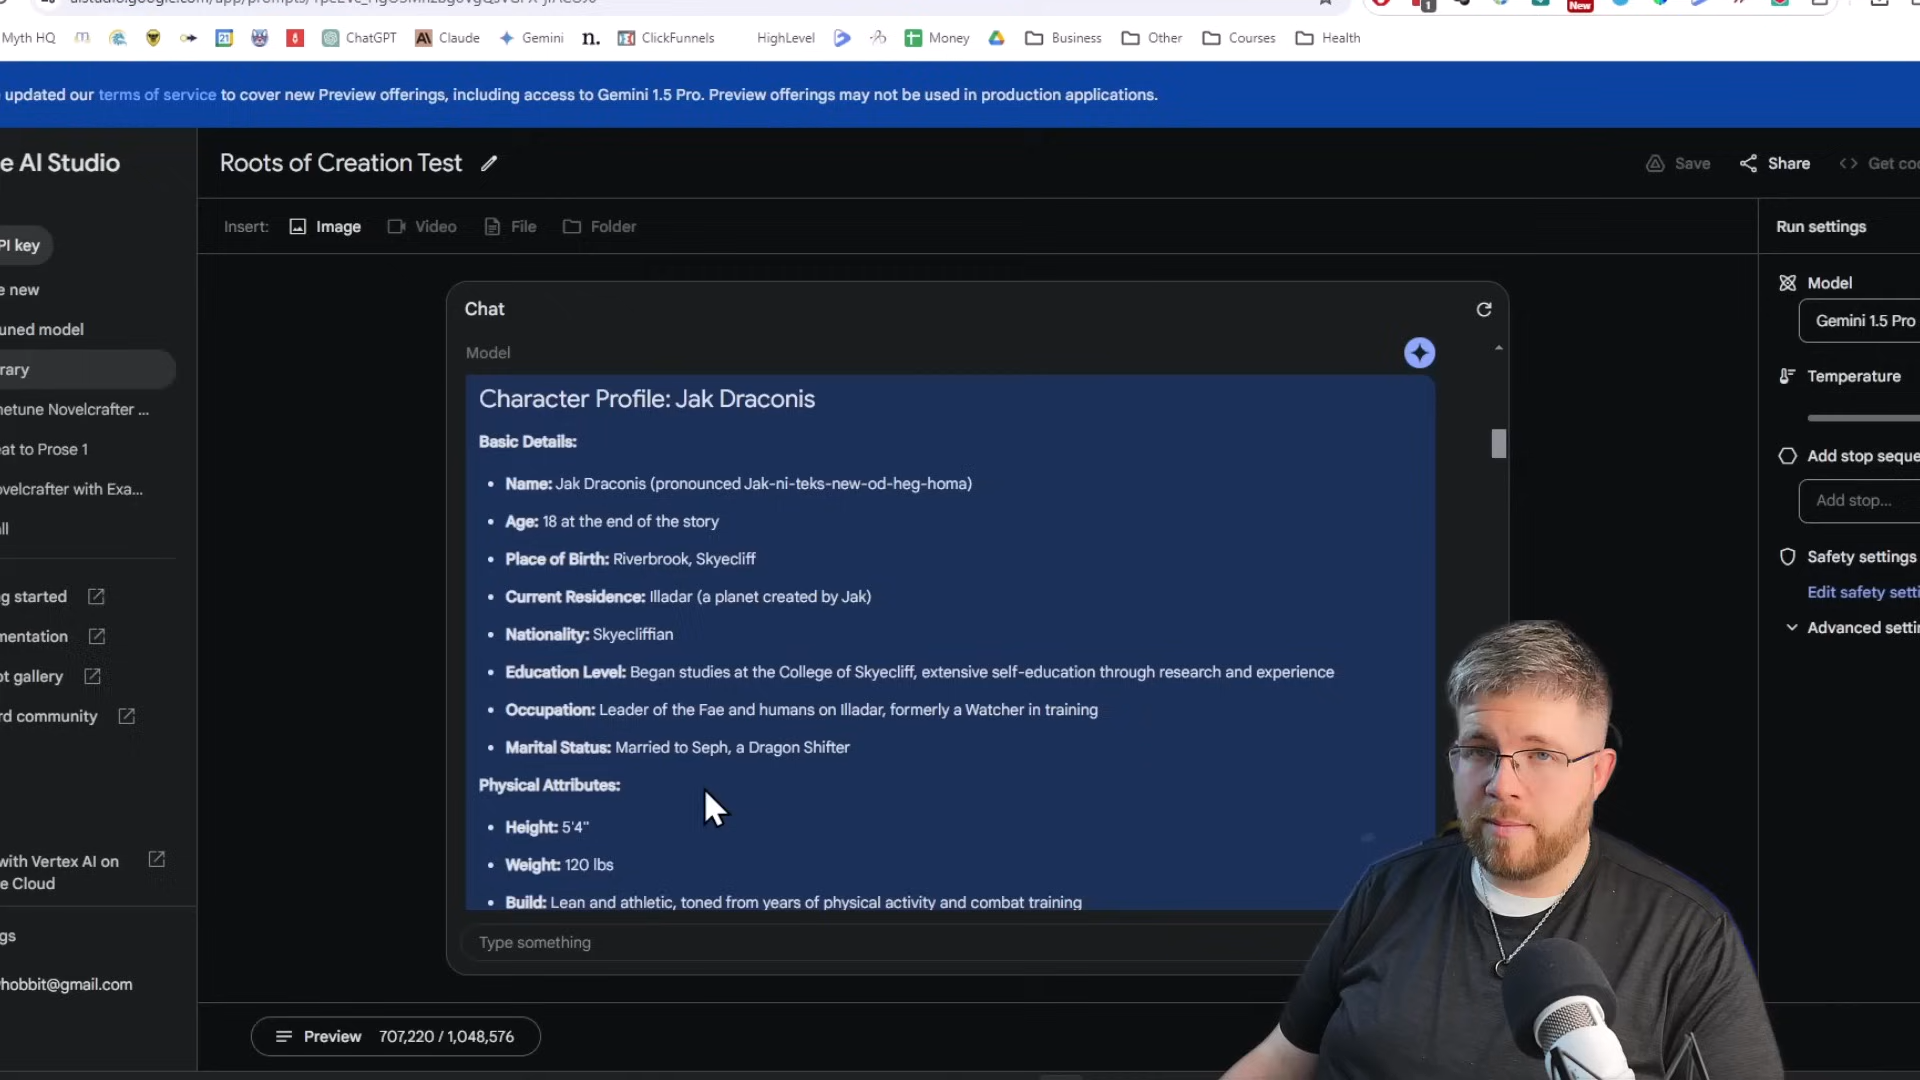 Myth HQ ChatGPT Claude Gemini n. ClickFunnels HighLevel Money Business Other Courses Health
21 1 New
updated our terms of service to cover new Preview offerings, including access to Gemini 1.5 Pro. Preview offerings may not be used in production applications.
e AI Studio
Roots of Creation Test
Save Share <> Get co
Insert: Image Video File Folder
Run settings
PI key
e new
uned model
rary
netune Novelcrafter ...
eat to Prose 1
ovelcrafter with Exa...
ll
g started
mentation
ot gallery
rd community
with Vertex AI on
e Cloud
gs
hobbit@gmail.com
Chat
Model
Character Profile: Jak Draconis
Basic Details:
• Name: Jak Draconis (pronounced Jak-ni-teks-new-od-heg-homa)
• Age: 18 at the end of the story
• Place of Birth: Riverbrook, Skyecliff
• Current Residence: Illadar (a planet created by Jak)
• Nationality: Skyecliffian
• Education Level: Began studies at the College of Skyecliff, extensive self-education through research and experience
• Occupation: Leader of the Fae and humans on Illadar, formerly a Watcher in training
• Marital Status: Married to Seph, a Dragon Shifter
Physical Attributes:
• Height: 5'4"
• Weight: 120 lbs
• Build: Lean and athletic, toned from years of physical activity and combat training
Type something
Preview 707,220 / 1,048,576
Model
Gemini 1.5 Pro
Temperature
Add stop seque
Add stop...
Safety settings
Edit safety setti
Advanced settin